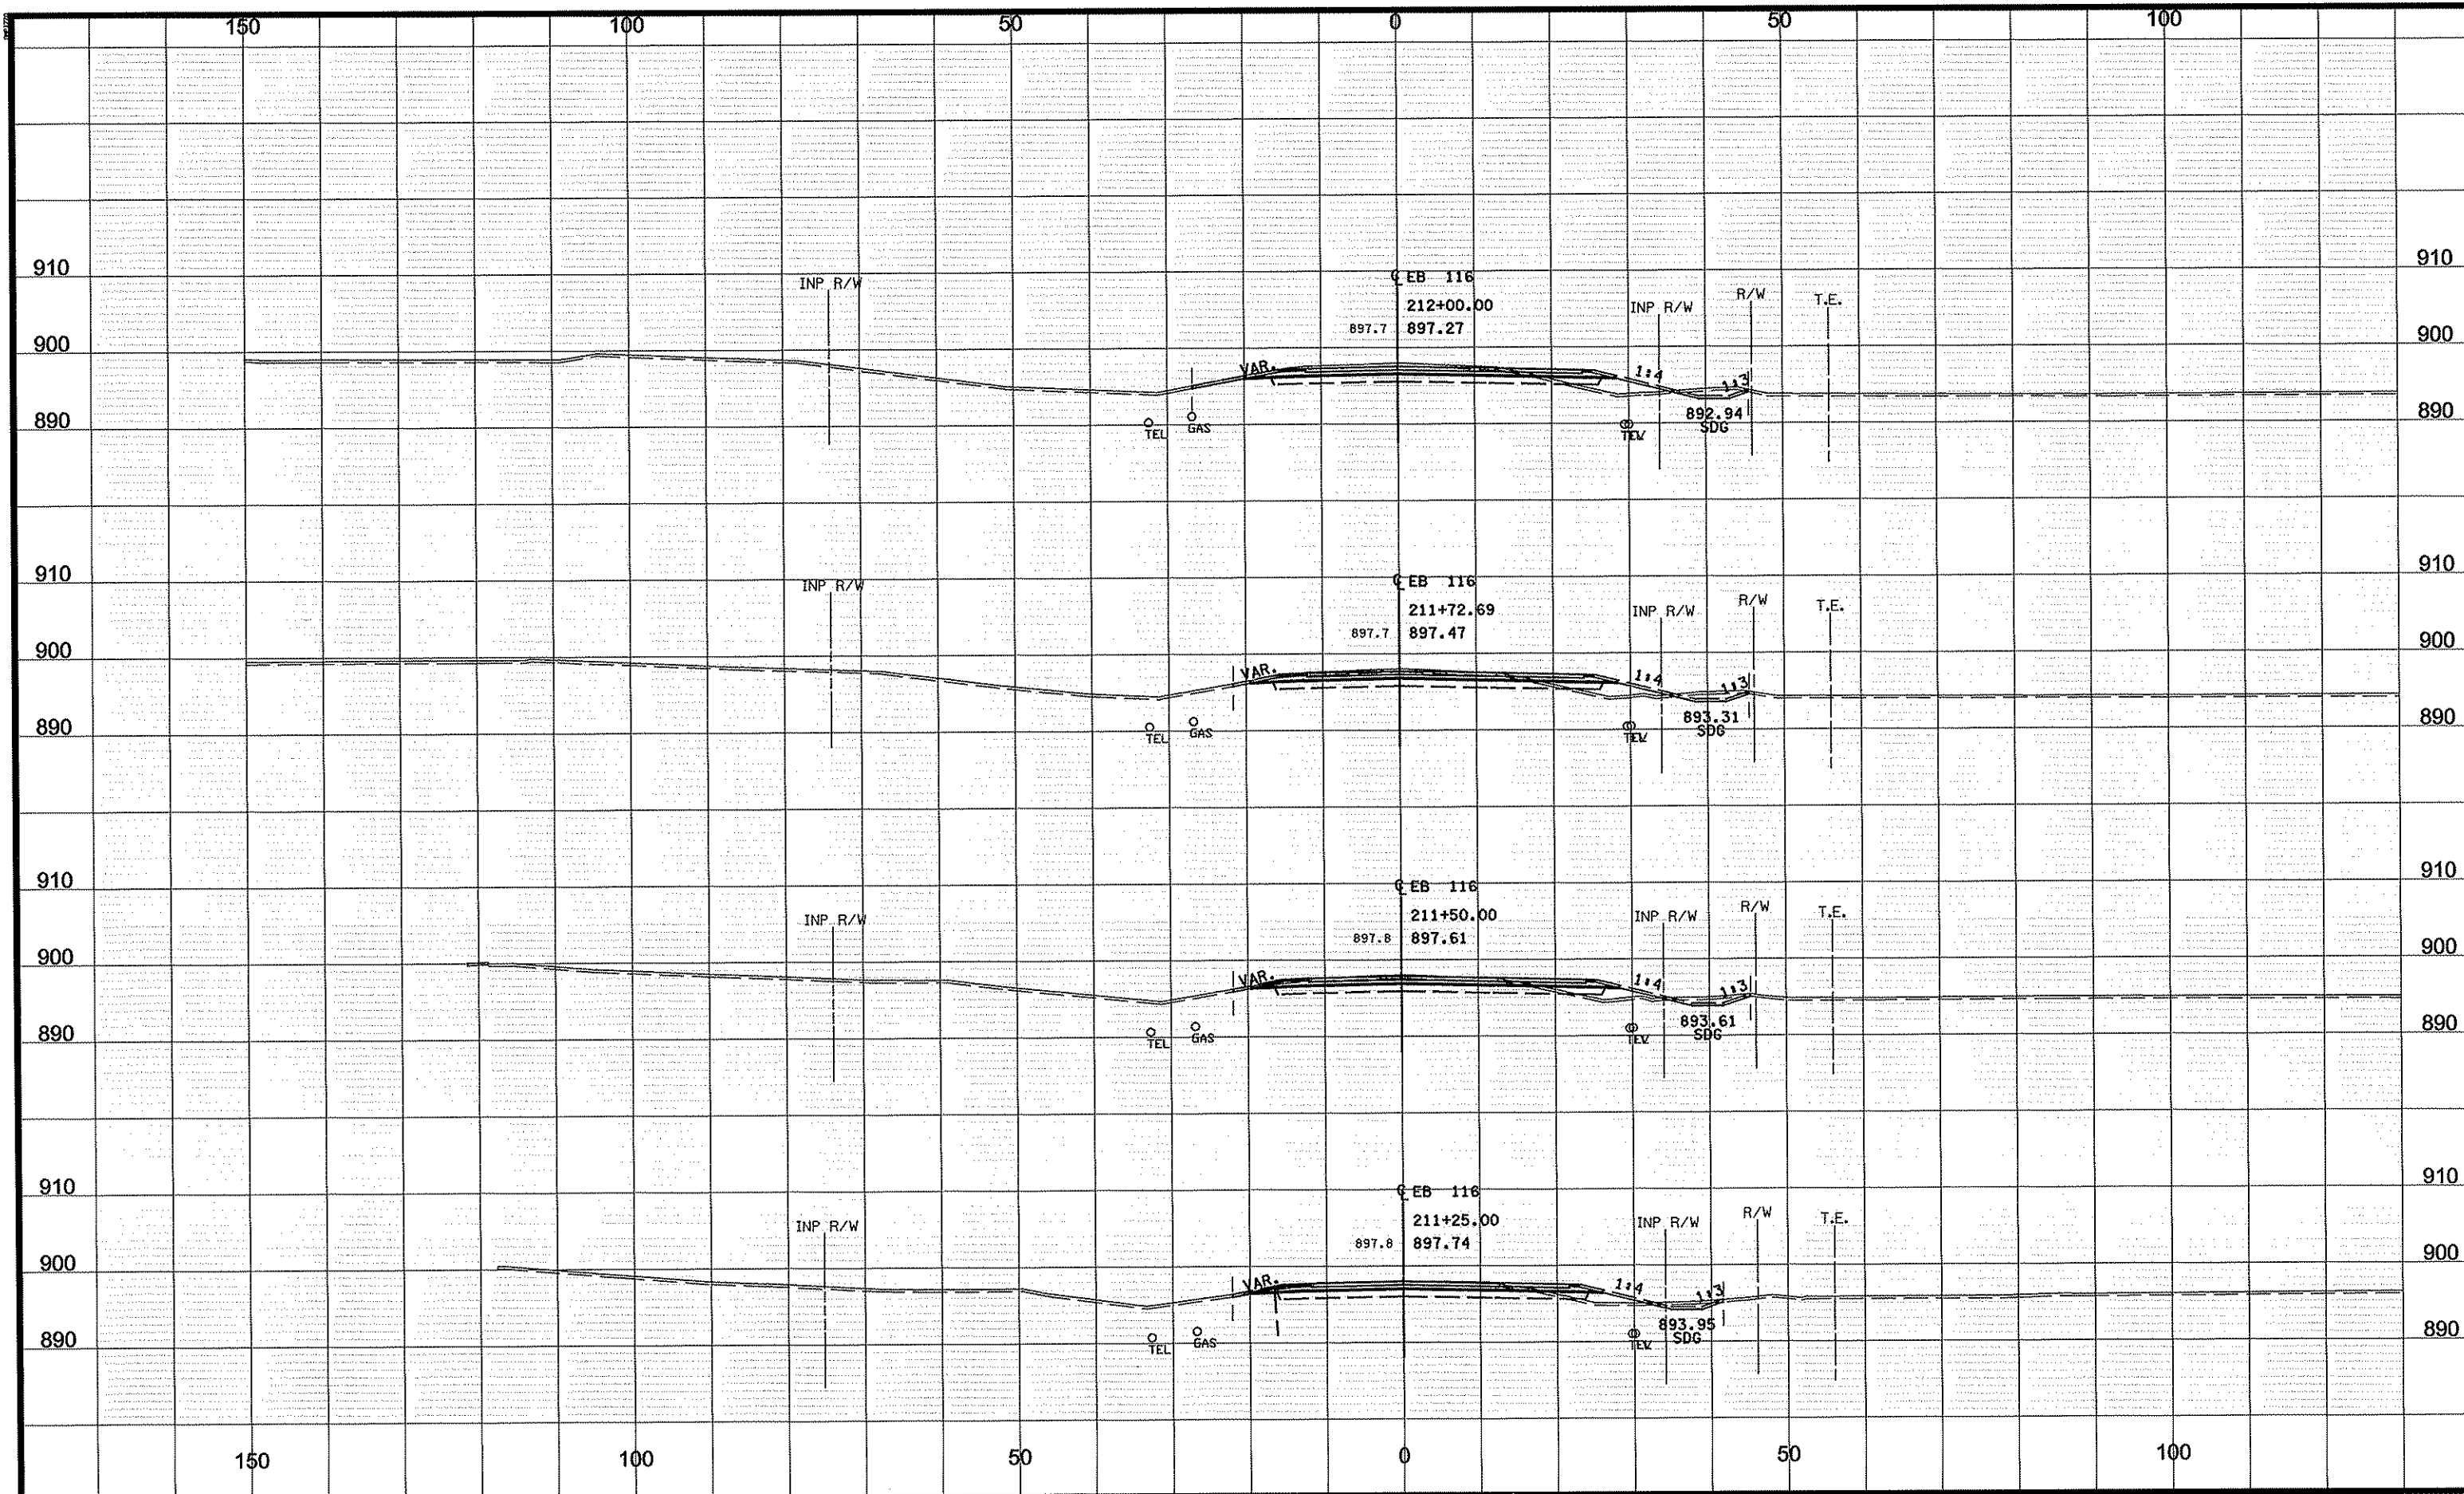 150 100 50 0 50 100
910 ℄ EB 116 910
INP R/W 212+00.00 INP R/W R/W T.E.
897.7 897.27
900 900
VAR. 1:4 1:3
892.94
890 TEL GAS SDG 890
910 ℄ EB 116 910
INP R/W 211+72.69 INP R/W R/W T.E.
897.7 897.47
900 900
VAR. 1:4 1:3
893.31
890 TEL GAS SDG 890
910 ℄ EB 116 910
INP R/W 211+50.00 INP R/W R/W T.E.
897.8 897.61
900 900
VAR. 1:4 1:3
893.61
890 TEL GAS SDG 890
910 ℄ EB 116 910
INP R/W 211+25.00 INP R/W R/W T.E.
897.8 897.74
900 900
VAR. 1:4 1:3
893.95
890 TEL GAS SDG 890
150 100 50 0 50 100